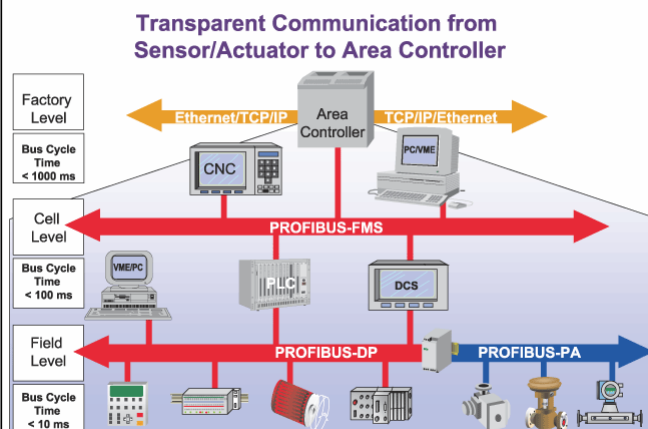 Transparent Communication from
Sensor/Actuator to Area Controller
Factory
Level
Ethernet/TCP/IP
Area
Controller
TCP/IP/Ethernet
Bus Cycle
Time
< 1000 ms
CNC
PC/VME
Cell
Level
PROFIBUS-FMS
Bus Cycle
Time
< 100 ms
VME/PC
PLC
DCS
Field
Level
PROFIBUS-DP
PROFIBUS-PA
Bus Cycle
Time
< 10 ms